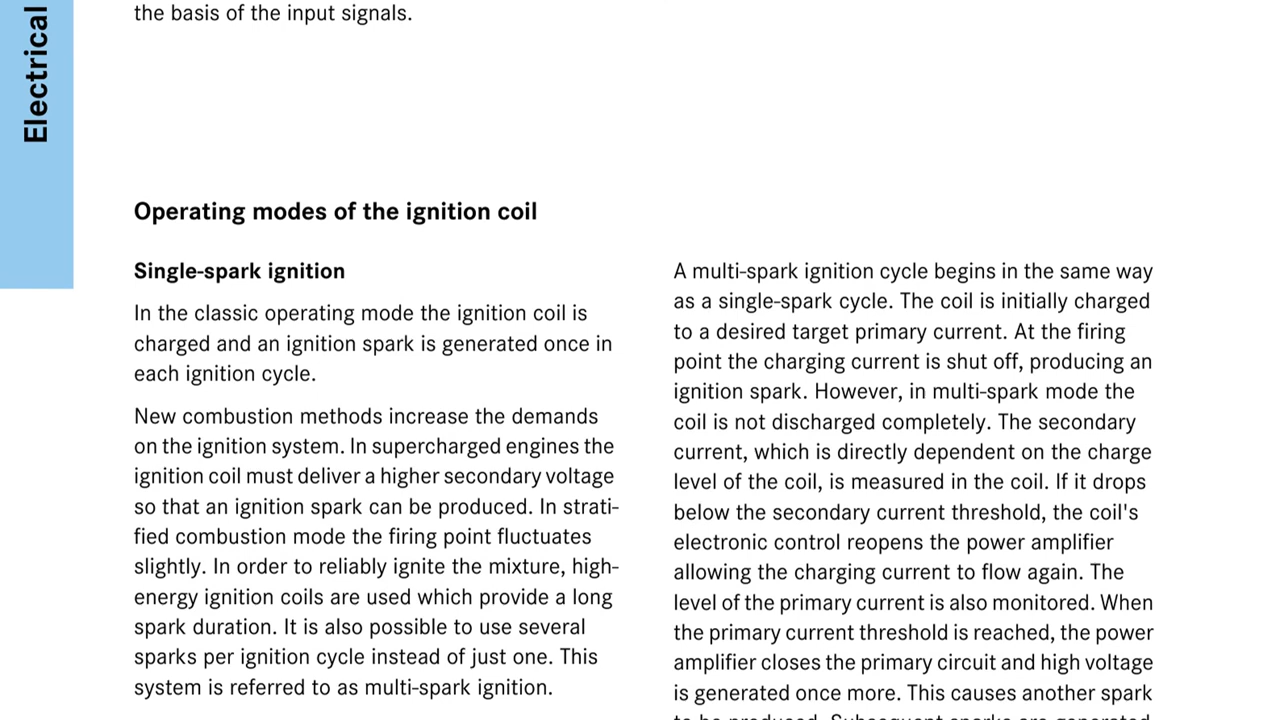 the basis of the input signals.
Electrical
Operating modes of the ignition coil
Single-spark ignition
In the classic operating mode the ignition coil is
charged and an ignition spark is generated once in
each ignition cycle.
New combustion methods increase the demands
on the ignition system. In supercharged engines the
ignition coil must deliver a higher secondary voltage
so that an ignition spark can be produced. In strati-
fied combustion mode the firing point fluctuates
slightly. In order to reliably ignite the mixture, high-
energy ignition coils are used which provide a long
spark duration. It is also possible to use several
sparks per ignition cycle instead of just one. This
system is referred to as multi-spark ignition.
A multi-spark ignition cycle begins in the same way
as a single-spark cycle. The coil is initially charged
to a desired target primary current. At the firing
point the charging current is shut off, producing an
ignition spark. However, in multi-spark mode the
coil is not discharged completely. The secondary
current, which is directly dependent on the charge
level of the coil, is measured in the coil. If it drops
below the secondary current threshold, the coil's
electronic control reopens the power amplifier
allowing the charging current to flow again. The
level of the primary current is also monitored. When
the primary current threshold is reached, the power
amplifier closes the primary circuit and high voltage
is generated once more. This causes another spark
to be produced. Subsequent sparks are generated